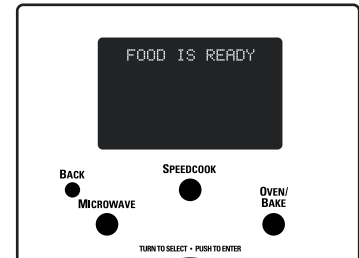 FOOD IS READY
SPEEDCOOK
BACK
OVEN/
BAKE
MICROWAVE
TURN TO SELECT • PUSH TO ENTER